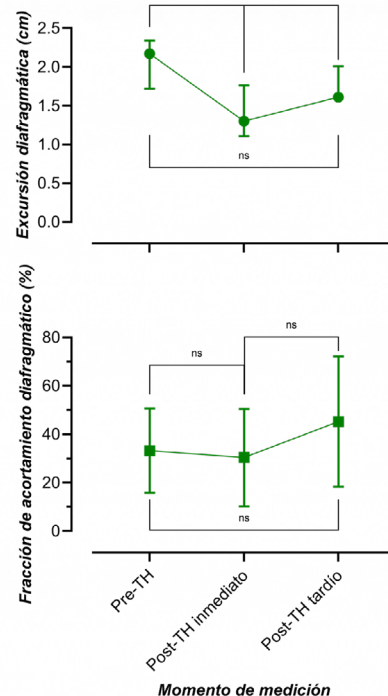 Excursión diafragmática (cm)
2.5
2.0
1.5
1.0
0.5
0.0
ns
Fracción de acortamiento diafragmático (%)
80
60
40
20
0
ns
ns
ns
Pre-TH
Post-TH inmediato
Post-TH tardío
Momento de medición